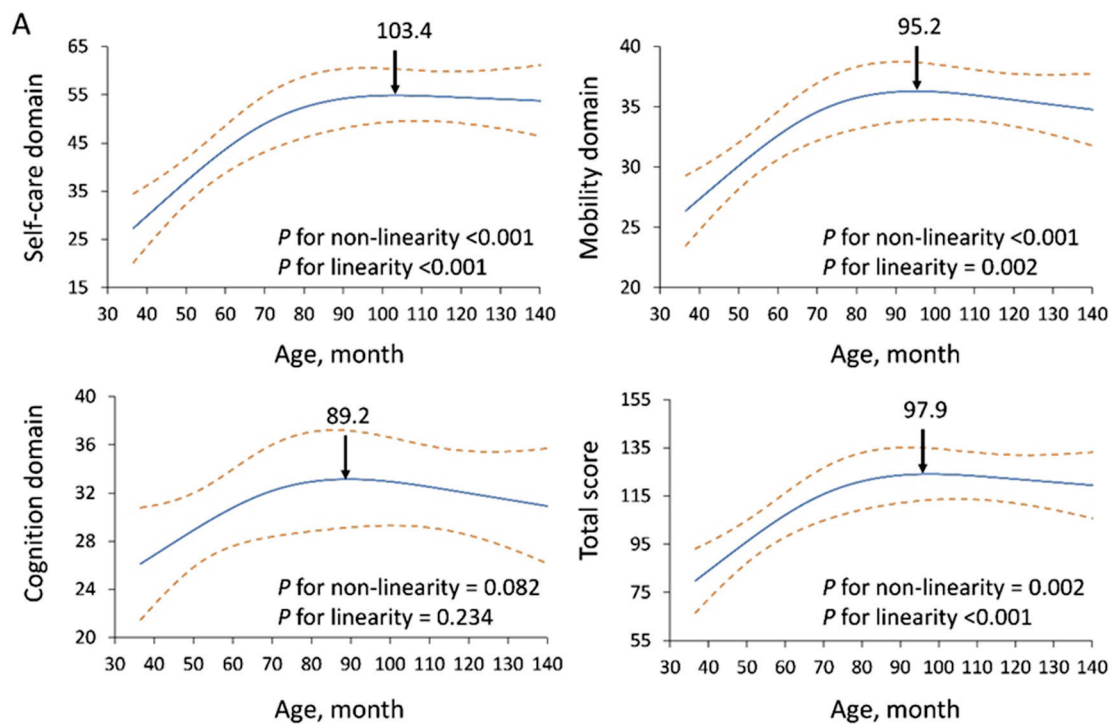 A
103.4
Self-care domain
65
55
45
35
25
15
P for non-linearity <0.001
P for linearity <0.001
30 40 50 60 70 80 90 100 110 120 130 140
Age, month
95.2
Mobility domain
40
35
30
25
20
P for non-linearity <0.001
P for linearity = 0.002
30 40 50 60 70 80 90 100 110 120 130 140
Age, month
89.2
Cognition domain
40
36
32
28
24
20
P for non-linearity = 0.082
P for linearity = 0.234
30 40 50 60 70 80 90 100 110 120 130 140
Age, month
97.9
Total score
155
135
115
95
75
55
P for non-linearity = 0.002
P for linearity <0.001
30 40 50 60 70 80 90 100 110 120 130 140
Age, month